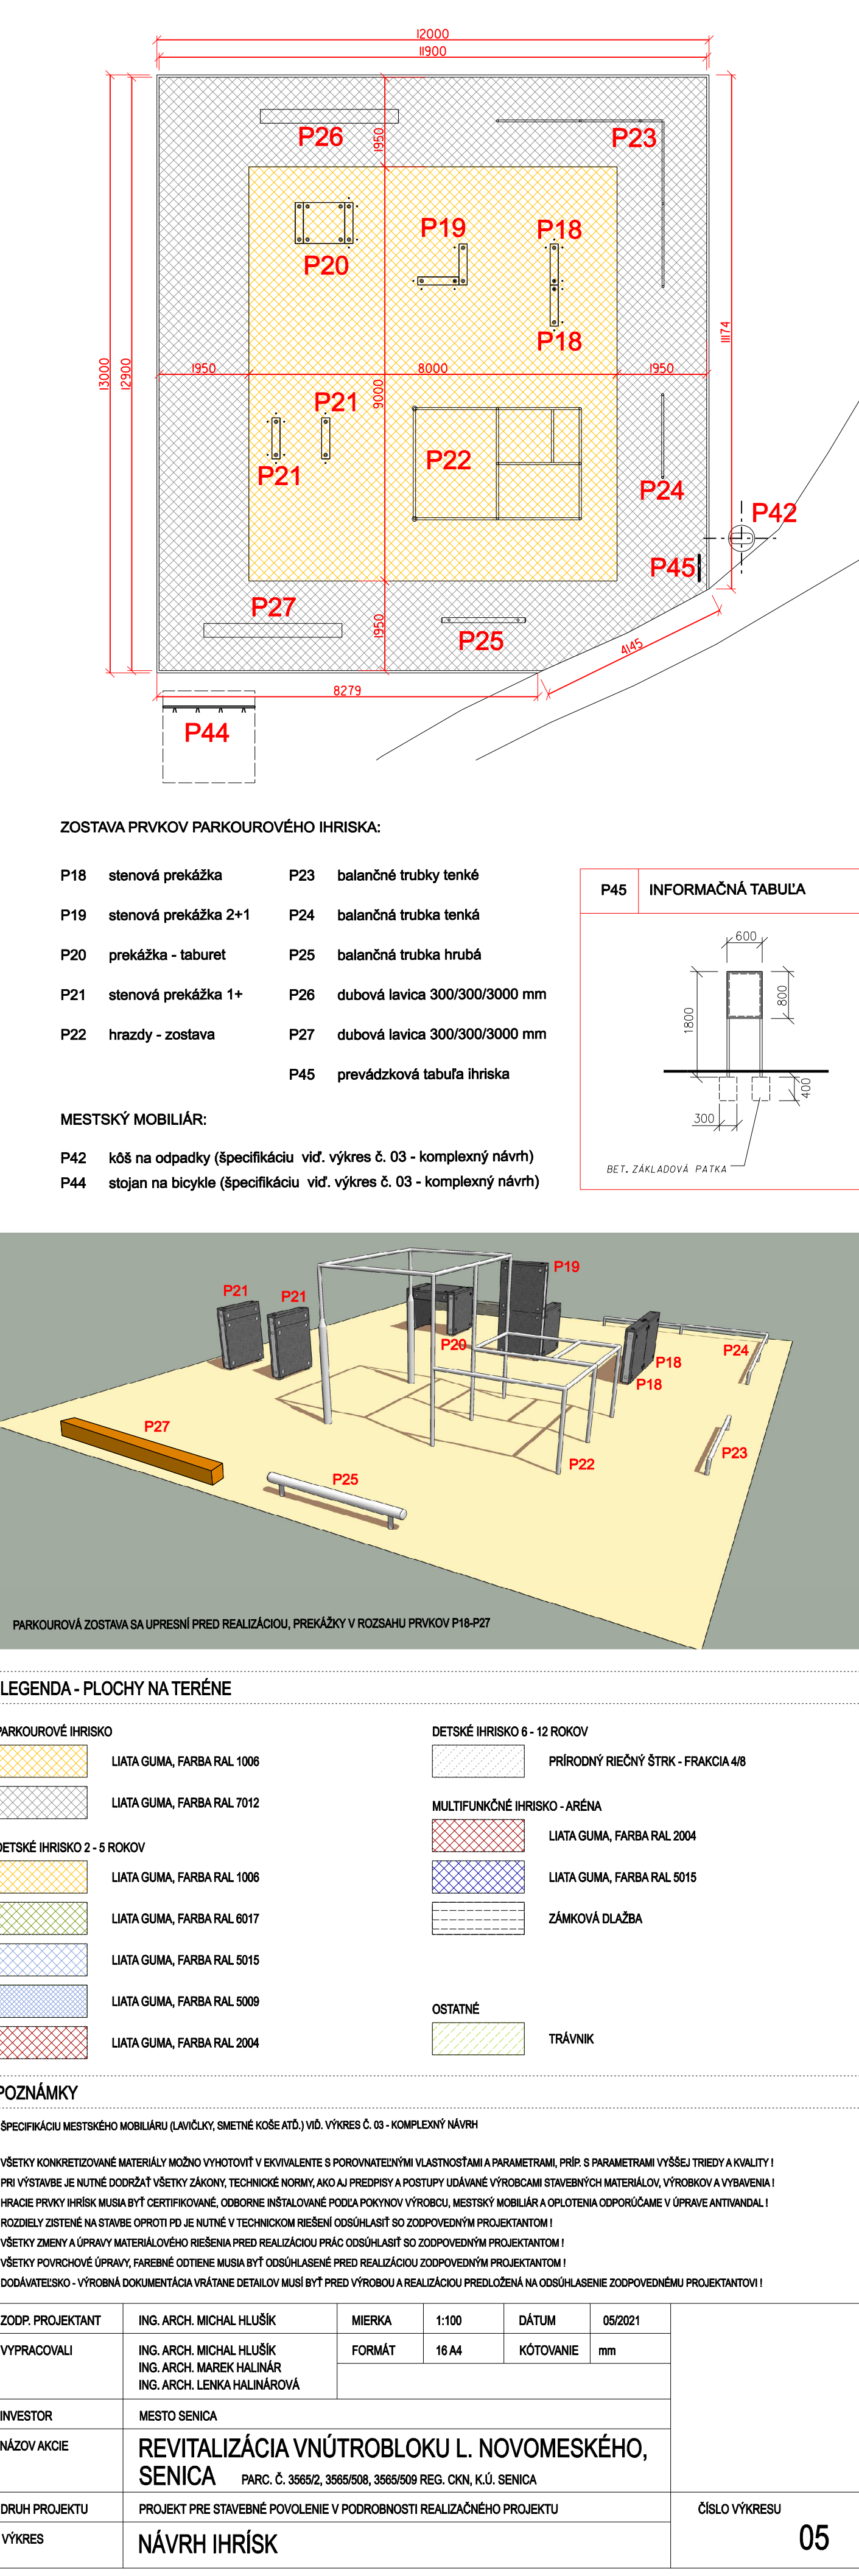 12000
11900
P26
1950
P23
P20
P19
P18
P18
11174
13000
12900
1950
8000
1950
9000
P21
P21
P22
P24
P42
P45
P27
1950
P25
4145
8279
P44
ZOSTAVA PRVKOV PARKOUROVÉHO IHRISKA:
P18 stenová prekážka
P19 stenová prekážka 2+1
P20 prekážka - taburet
P21 stenová prekážka 1+
P22 hrazdy - zostava
P23 balančné trubky tenké
P24 balančná trubka tenká
P25 balančná trubka hrubá
P26 dubová lavica 300/300/3000 mm
P27 dubová lavica 300/300/3000 mm
P45 prevádzková tabuľa ihriska
MESTSKÝ MOBILIÁR:
P42 kôš na odpadky (špecifikáciu viď. výkres č. 03 - komplexný návrh)
P44 stojan na bicykle (špecifikáciu viď. výkres č. 03 - komplexný návrh)
P45 INFORMAČNÁ TABUĽA
600
800
1800
400
300
BET. ZÁKLADOVÁ PATKA
P19
P21
P21
P20
P24
P18
P18
P27
P23
P22
P25
PARKOUROVÁ ZOSTAVA SA UPRESNÍ PRED REALIZÁCIOU, PREKÁŽKY V ROZSAHU PRVKOV P18-P27
LEGENDA - PLOCHY NA TERÉNE
PARKOUROVÉ IHRISKO
LIATA GUMA, FARBA RAL 1006
LIATA GUMA, FARBA RAL 7012
DETSKÉ IHRISKO 2 - 5 ROKOV
LIATA GUMA, FARBA RAL 1006
LIATA GUMA, FARBA RAL 6017
LIATA GUMA, FARBA RAL 5015
LIATA GUMA, FARBA RAL 5009
LIATA GUMA, FARBA RAL 2004
DETSKÉ IHRISKO 6 - 12 ROKOV
PRÍRODNÝ RIEČNÝ ŠTRK - FRAKCIA 4/8
MULTIFUNKČNÉ IHRISKO - ARÉNA
LIATA GUMA, FARBA RAL 2004
LIATA GUMA, FARBA RAL 5015
ZÁMKOVÁ DLAŽBA
OSTATNÉ
TRÁVNIK
POZNÁMKY
ŠPECIFIKÁCIU MESTSKÉHO MOBILIÁRU (LAVIČLKY, SMETNÉ KOŠE ATĎ.) VIĎ. VÝKRES Č. 03 - KOMPLEXNÝ NÁVRH
VŠETKY KONKRETIZOVANÉ MATERIÁLY MOŽNO VYHOTOVIŤ V EKVIVALENTE S POROVNATEĽNÝMI VLASTNOSŤAMI A PARAMETRAMI, PRÍP. S PARAMETRAMI VYŠŠEJ TRIEDY A KVALITY !
PRI VÝSTAVBE JE NUTNÉ DODRŽAŤ VŠETKY ZÁKONY, TECHNICKÉ NORMY, AKO AJ PREDPISY A POSTUPY UDÁVANÉ VÝROBCAMI STAVEBNÝCH MATERIÁLOV, VÝROBKOV A VYBAVENIA !
HRACIE PRVKY IHRÍSK MUSIA BYŤ CERTIFIKOVANÉ, ODBORNE INŠTALOVANÉ PODĽA POKYNOV VÝROBCU, MESTSKÝ MOBILIÁR A OPLOTENIA ODPORÚČAME V ÚPRAVE ANTIVANDAL !
ROZDIELY ZISTENÉ NA STAVBE OPROTI PD JE NUTNÉ V TECHNICKOM RIEŠENÍ ODSÚHLASIŤ SO ZODPOVEDNÝM PROJEKTANTOM !
VŠETKY ZMENY A ÚPRAVY MATERIÁLOVÉHO RIEŠENIA PRED REALIZÁCIOU PRÁC ODSÚHLASIŤ SO ZODPOVEDNÝM PROJEKTANTOM !
VŠETKY POVRCHOVÉ ÚPRAVY, FAREBNÉ ODTIENE MUSIA BYŤ ODSÚHLASENÉ PRED REALIZÁCIOU ZODPOVEDNÝM PROJEKTANTOM !
DODÁVATEĽSKO - VÝROBNÁ DOKUMENTÁCIA VRÁTANE DETAILOV MUSÍ BYŤ PRED VÝROBOU A REALIZÁCIOU PREDLOŽENÁ NA ODSÚHLASENIE ZODPOVEDNÉMU PROJEKTANTOVI !
ZODP. PROJEKTANT ING. ARCH. MICHAL HLUŠÍK MIERKA 1:100 DÁTUM 05/2021
VYPRACOVALI ING. ARCH. MICHAL HLUŠÍK FORMÁT 16 A4 KÓTOVANIE mm
ING. ARCH. MAREK HALINÁR
ING. ARCH. LENKA HALINÁROVÁ
INVESTOR MESTO SENICA
NÁZOV AKCIE REVITALIZÁCIA VNÚTROBLOKU L. NOVOMESKÉHO,
SENICA PARC. Č. 3565/2, 3565/508, 3565/509 REG. CKN, K.Ú. SENICA
DRUH PROJEKTU PROJEKT PRE STAVEBNÉ POVOLENIE V PODROBNOSTI REALIZAČNÉHO PROJEKTU ČÍSLO VÝKRESU
VÝKRES NÁVRH IHRÍSK 05